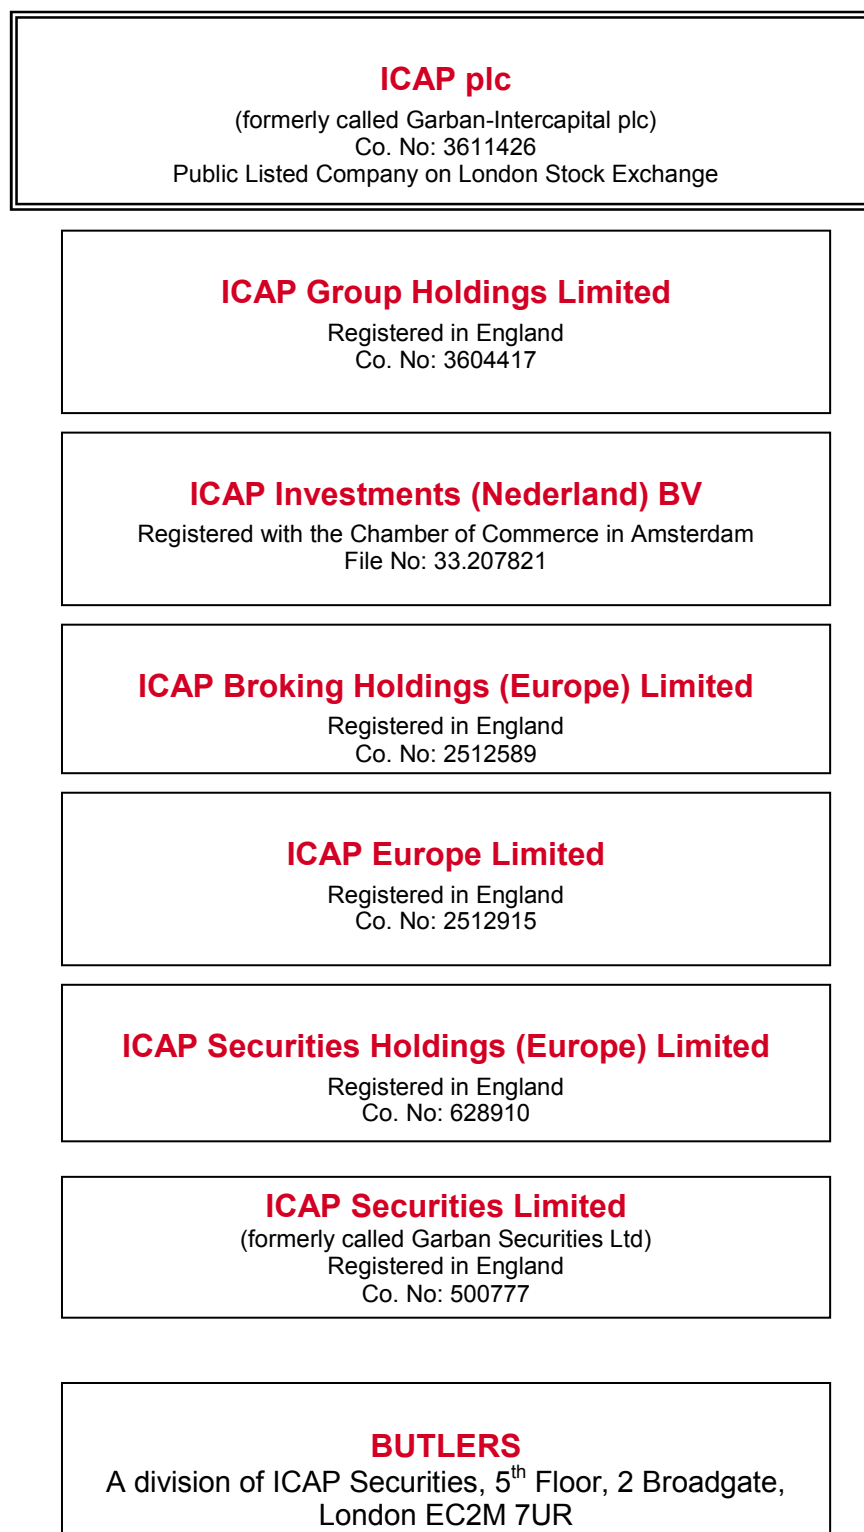 ICAP plc
(formerly called Garban-Intercapital plc)
Co. No: 3611426
Public Listed Company on London Stock Exchange
ICAP Group Holdings Limited
Registered in England
Co. No: 3604417
ICAP Investments (Nederland) BV
Registered with the Chamber of Commerce in Amsterdam
File No: 33.207821
ICAP Broking Holdings (Europe) Limited
Registered in England
Co. No: 2512589
ICAP Europe Limited
Registered in England
Co. No: 2512915
ICAP Securities Holdings (Europe) Limited
Registered in England
Co. No: 628910
ICAP Securities Limited
(formerly called Garban Securities Ltd)
Registered in England
Co. No: 500777
BUTLERS
A division of ICAP Securities, 5th Floor, 2 Broadgate,
London EC2M 7UR